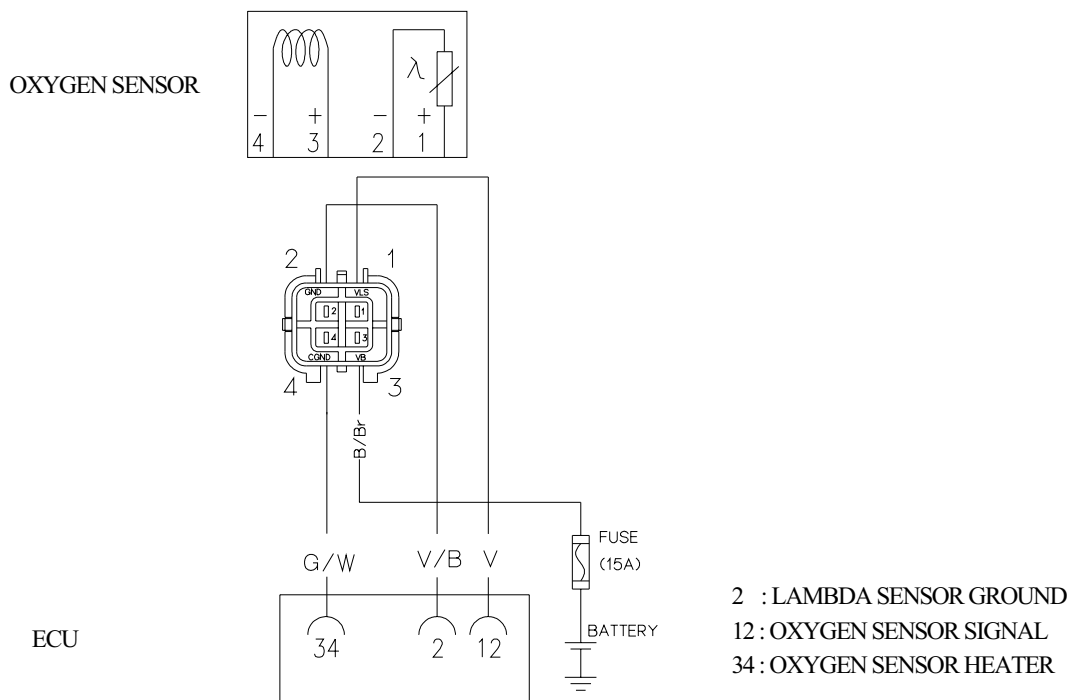 OXYGEN SENSOR
λ
− + − +
4 3 2 1
2 1
GND VLS
2 1
4 3
CGND VB
4 3
B/Br
FUSE
(15A)
G/W V/B V
BATTERY
ECU
34 2 12
2 : LAMBDA SENSOR GROUND
12 : OXYGEN SENSOR SIGNAL
34 : OXYGEN SENSOR HEATER